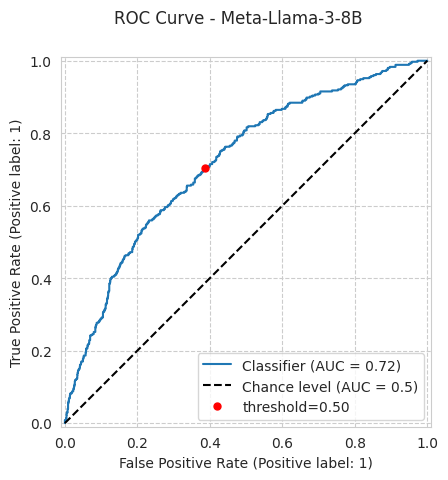 ROC Curve - Meta-Llama-3-8B
1.0
0.8
0.6
0.4
0.2
0.0
True Positive Rate (Positive label: 1)
Classifier (AUC = 0.72)
Chance level (AUC = 0.5)
threshold=0.50
0.0 0.2 0.4 0.6 0.8 1.0
False Positive Rate (Positive label: 1)